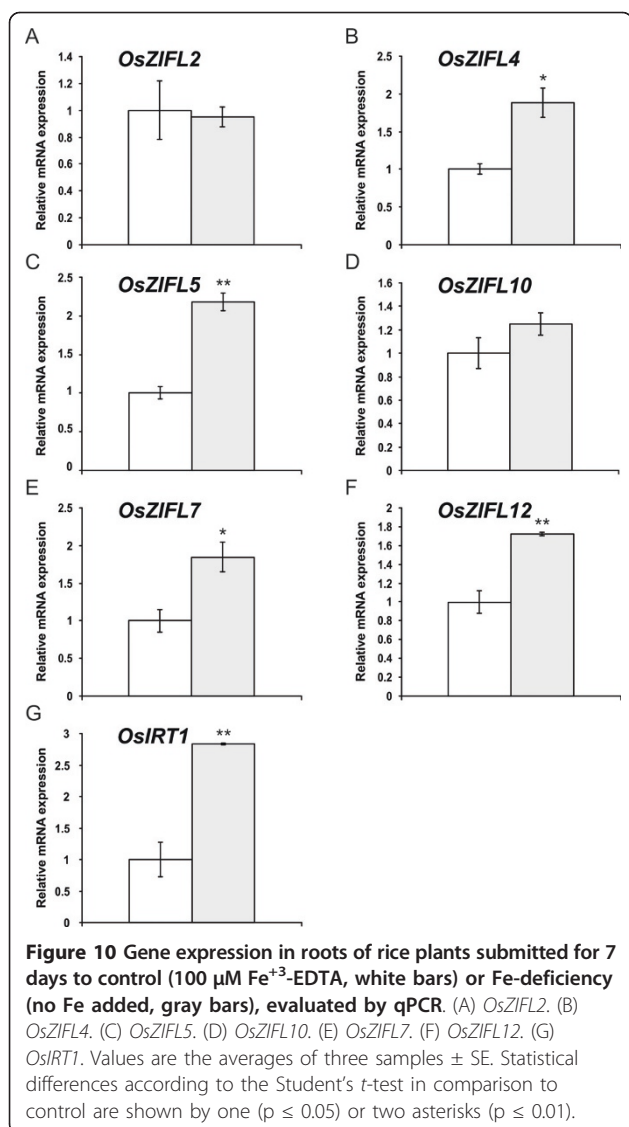 A
OsZIFL2
Relative mRNA expression
1.4
1.2
1
0.8
0.6
0.4
0.2
0
B
OsZIFL4
Relative mRNA expression
2.5
2
1.5
1
0.5
0
*
C
OsZIFL5
Relative mRNA expression
2.5
2
1.5
1
0.5
0
**
D
OsZIFL10
Relative mRNA expression
1.6
1.4
1.2
1
0.8
0.6
0.4
0.2
0
E
OsZIFL7
Relative mRNA expression
2.5
2
1.5
1
0.5
0
*
F
OsZIFL12
Relative mRNA expression
2
1.8
1.6
1.4
1.2
1
0.8
0.6
0.4
0.2
0
**
G
OsIRT1
Relative mRNA expression
3
2.5
2
1.5
1
0.5
0
**
Figure 10 Gene expression in roots of rice plants submitted for 7
days to control (100 μM Fe⁺³-EDTA, white bars) or Fe-deficiency
(no Fe added, gray bars), evaluated by qPCR. (A) OsZIFL2. (B)
OsZIFL4. (C) OsZIFL5. (D) OsZIFL10. (E) OsZIFL7. (F) OsZIFL12. (G)
OsIRT1. Values are the averages of three samples ± SE. Statistical
differences according to the Student's t-test in comparison to
control are shown by one (p ≤ 0.05) or two asterisks (p ≤ 0.01).